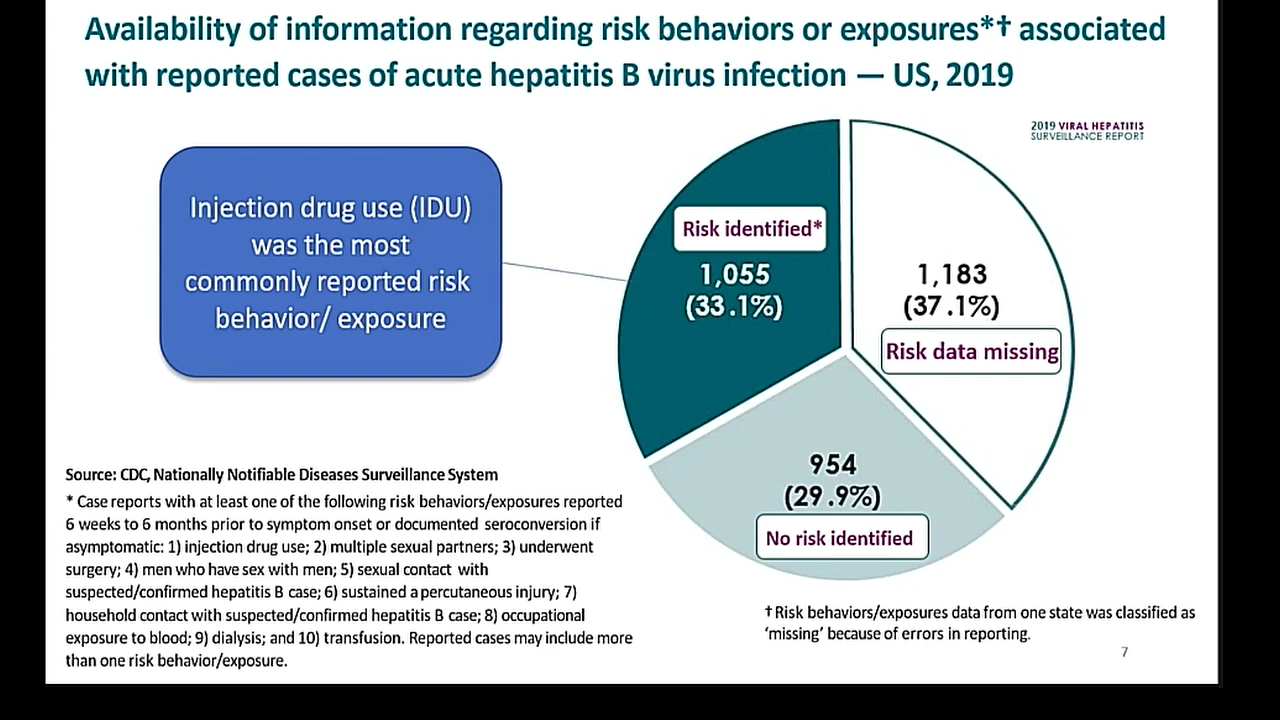 Availability of information regarding risk behaviors or exposures*† associated
with reported cases of acute hepatitis B virus infection — US, 2019
2019 VIRAL HEPATITIS
SURVEILLANCE REPORT
Injection drug use (IDU)
was the most
commonly reported risk
behavior/ exposure
Risk identified*
1,055
(33.1%)
1,183
(37.1%)
Risk data missing
954
(29.9%)
No risk identified
Source: CDC, Nationally Notifiable Diseases Surveillance System
* Case reports with at least one of the following risk behaviors/exposures reported
6 weeks to 6 months prior to symptom onset or documented seroconversion if
asymptomatic: 1) injection drug use; 2) multiple sexual partners; 3) underwent
surgery; 4) men who have sex with men; 5) sexual contact with
suspected/confirmed hepatitis B case; 6) sustained a percutaneous injury; 7)
household contact with suspected/confirmed hepatitis B case; 8) occupational
exposure to blood; 9) dialysis; and 10) transfusion. Reported cases may include more
than one risk behavior/exposure.
† Risk behaviors/exposures data from one state was classified as
‘missing’ because of errors in reporting.
7